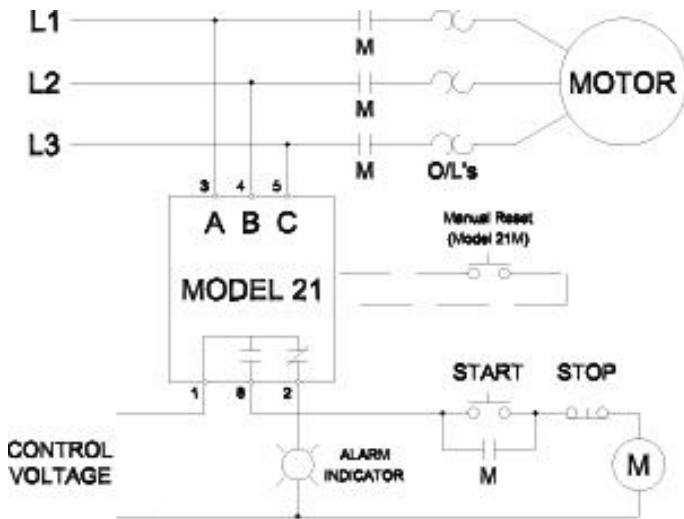 L1
M
L2
MOTOR
M
L3
M
O/L's
3 4 5
A B C
Manual Reset
(Model 21M)
MODEL 21
1 8 2
START STOP
CONTROL
VOLTAGE
ALARM
INDICATOR
M
M